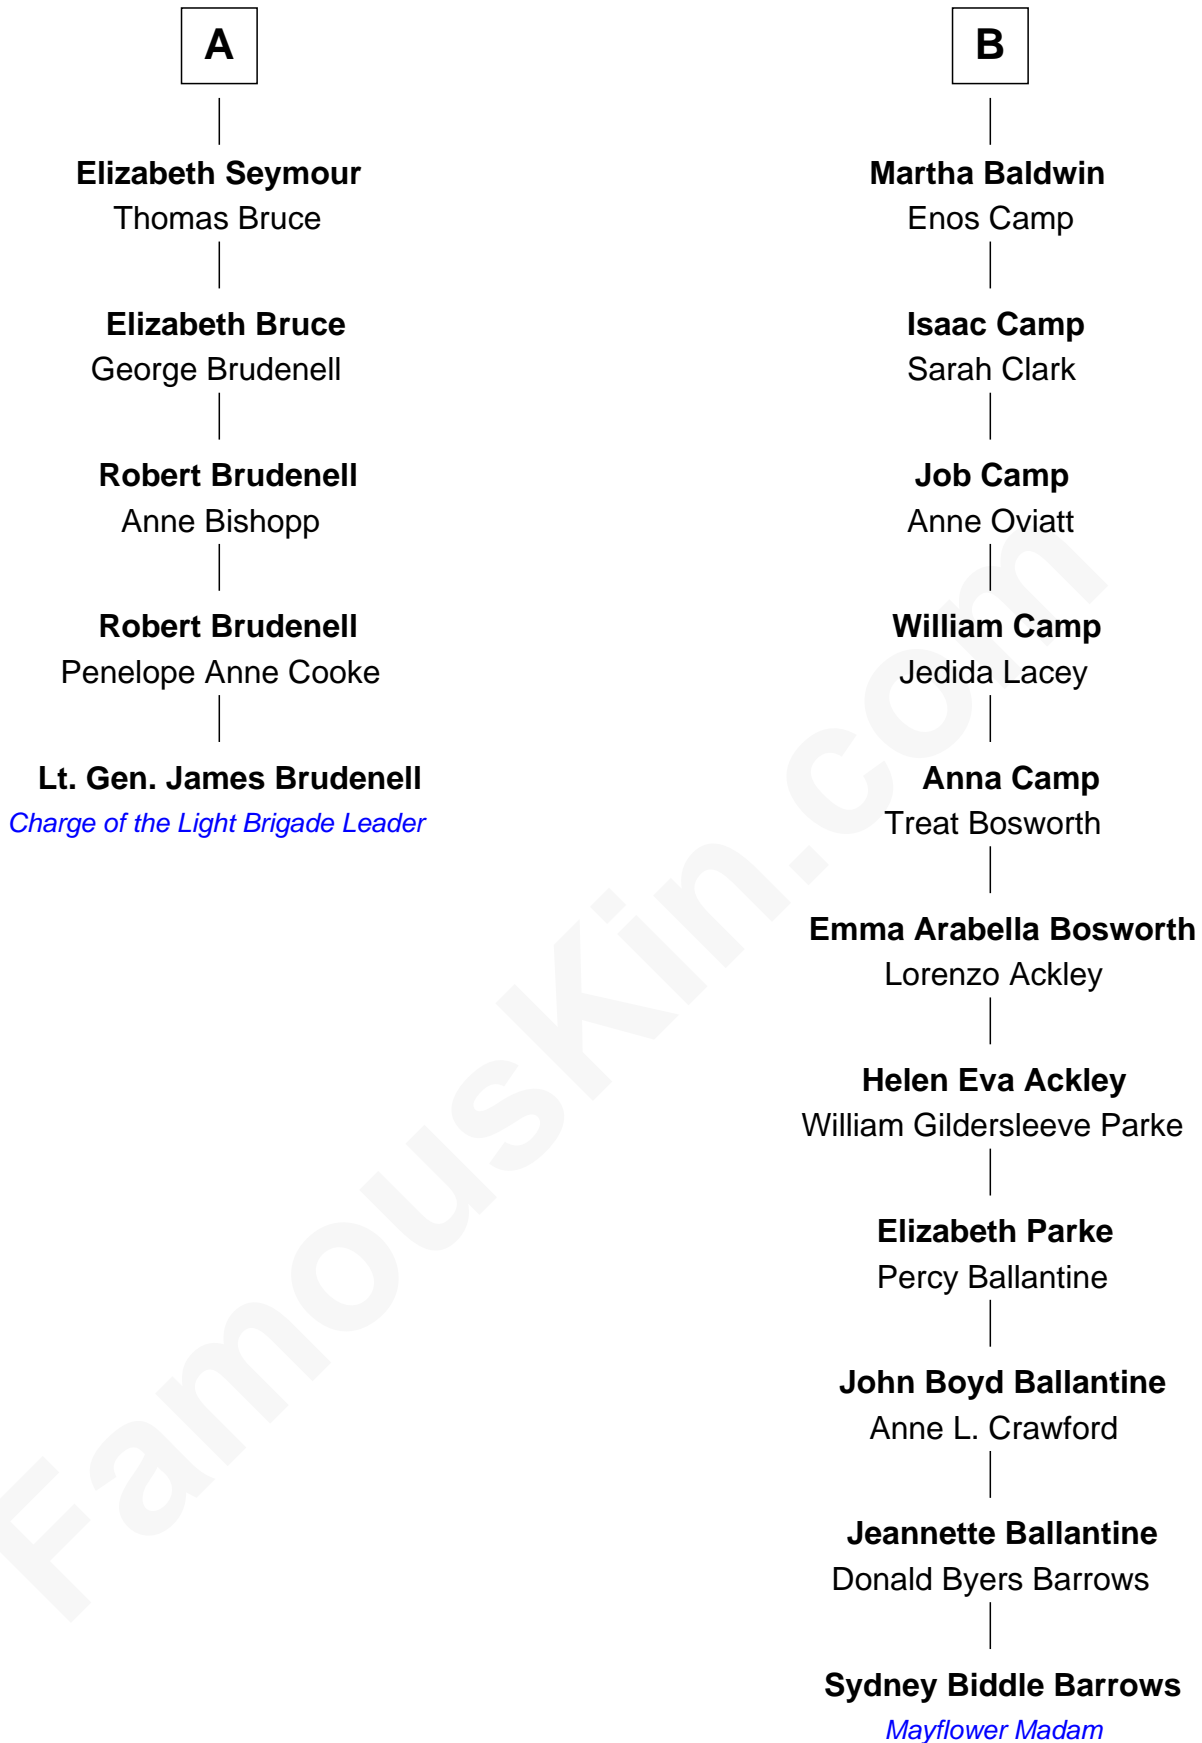 A
Elizabeth Seymour
Thomas Bruce
Elizabeth Bruce
George Brudenell
Robert Brudenell
Anne Bishopp
Robert Brudenell
Penelope Anne Cooke
Lt. Gen. James Brudenell
Charge of the Light Brigade Leader
B
Martha Baldwin
Enos Camp
Isaac Camp
Sarah Clark
Job Camp
Anne Oviatt
William Camp
Jedida Lacey
Anna Camp
Treat Bosworth
Emma Arabella Bosworth
Lorenzo Ackley
Helen Eva Ackley
William Gildersleeve Parke
Elizabeth Parke
Percy Ballantine
John Boyd Ballantine
Anne L. Crawford
Jeannette Ballantine
Donald Byers Barrows
Sydney Biddle Barrows
Mayflower Madam
FamousKin.com